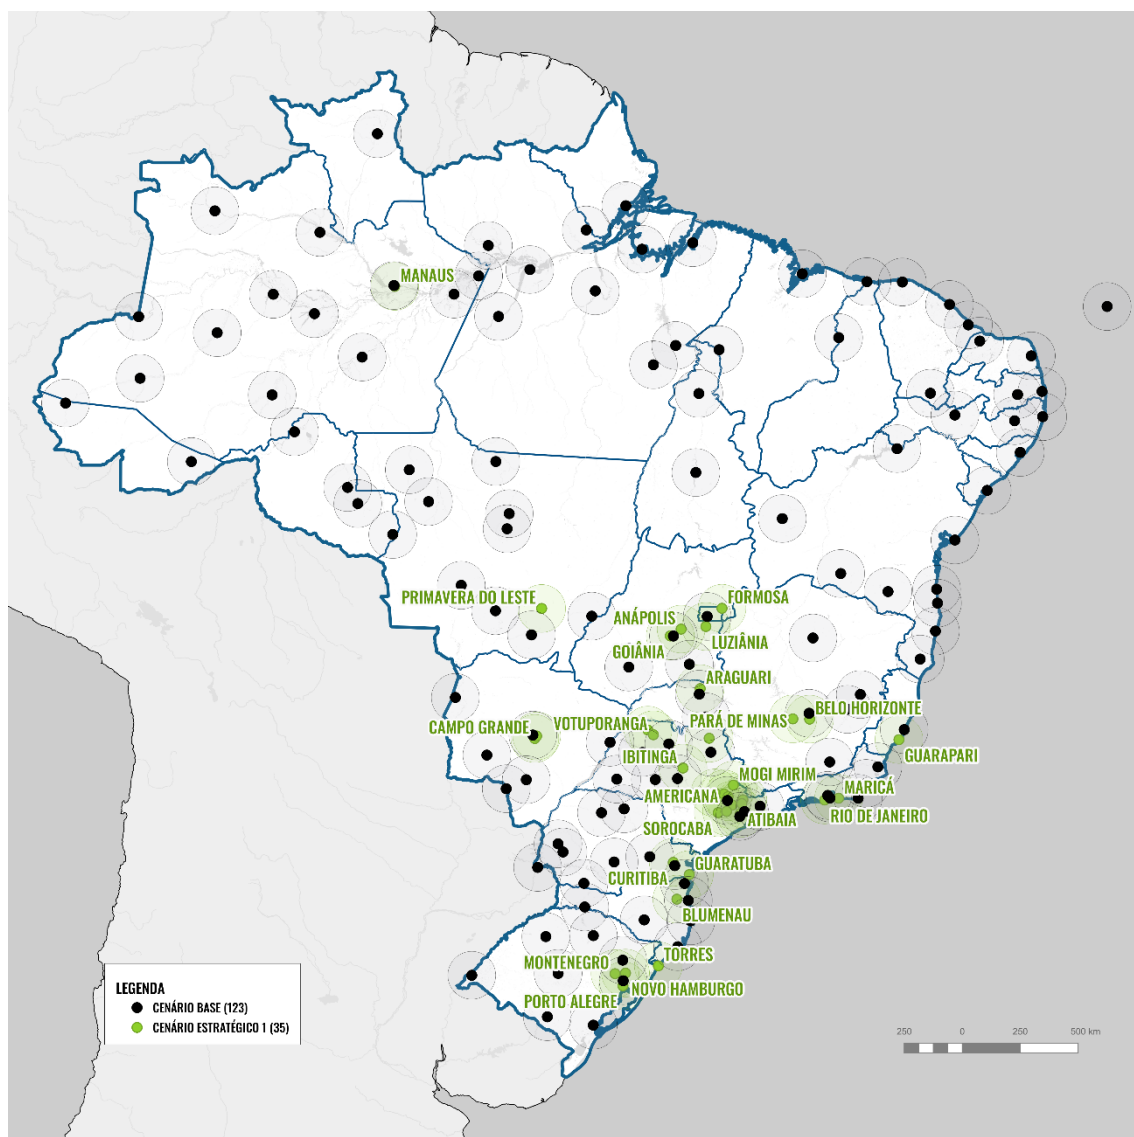 MANAUS
PRIMAVERA DO LESTE
FORMOSA
ANÁPOLIS
LUZIÂNIA
GOIÂNIA
ARAGUARI
BELO HORIZONTE
PARÁ DE MINAS
VOTUPORANGA
CAMPO GRANDE
GUARAPARI
IBITINGA
MOGI MIRIM
MARICÁ
AMERICANA
RIO DE JANEIRO
ATIBAIA
SOROCABA
GUARATUBA
CURITIBA
BLUMENAU
TORRES
MONTENEGRO
NOVO HAMBURGO
PORTO ALEGRE
LEGENDA
CENÁRIO BASE (123)
CENÁRIO ESTRATÉGICO 1 (35)
250 0 250 500 km